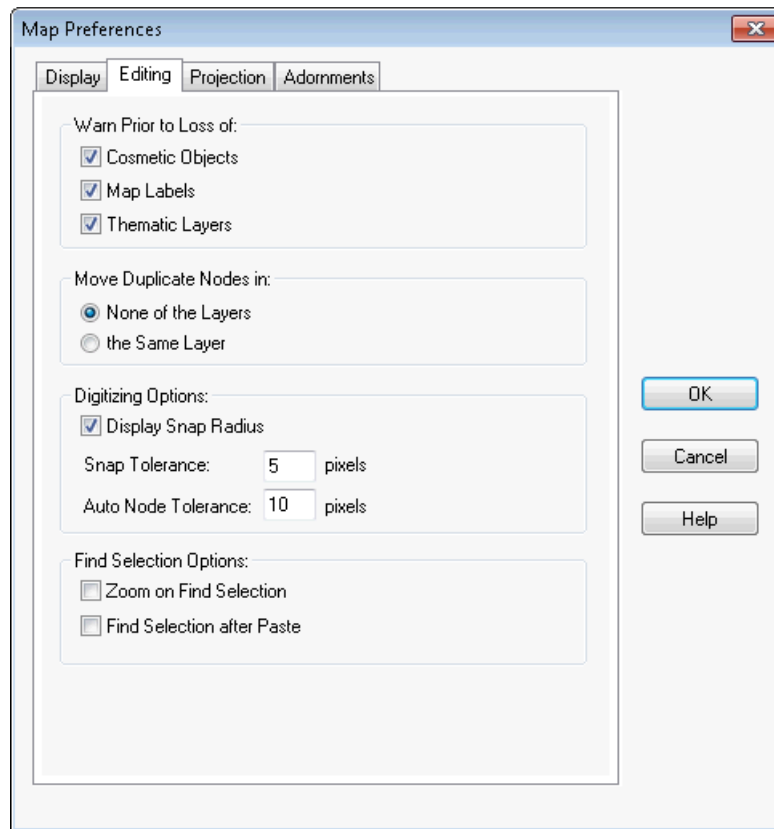 Map Preferences
Display Editing Projection Adornments
Warn Prior to Loss of:
Cosmetic Objects
Map Labels
Thematic Layers
Move Duplicate Nodes in:
None of the Layers
the Same Layer
Digitizing Options:
Display Snap Radius
Snap Tolerance: 5 pixels
Auto Node Tolerance: 10 pixels
Find Selection Options:
Zoom on Find Selection
Find Selection after Paste
OK
Cancel
Help